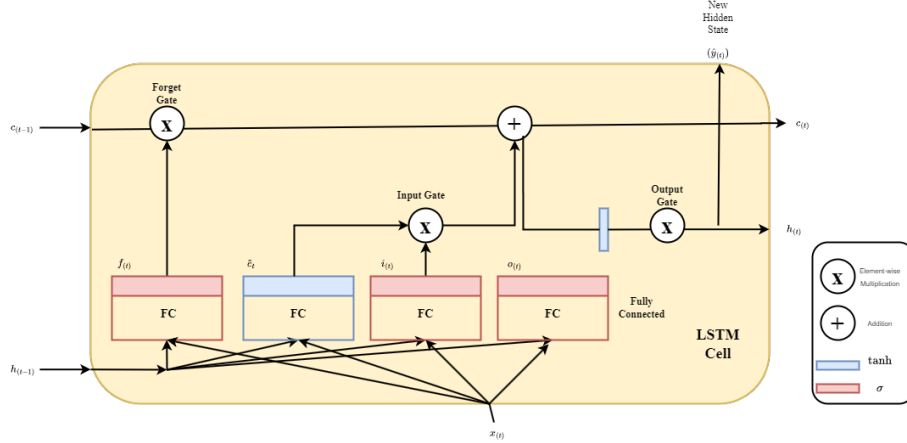 New
Hidden
State
(ŷ(t))
Forget
Gate
c(t-1)
x
+
c(t)
Input Gate
Output
Gate
x
x
h(t)
f(t)
ĉt
i(t)
o(t)
FC
FC
FC
FC
Fully
Connected
LSTM
Cell
h(t-1)
x(t)
x
Element-wise
Multiplication
+
Addition
tanh
σ